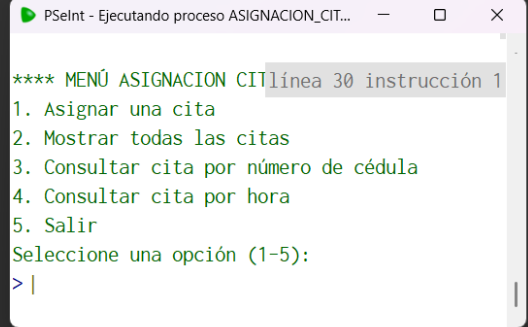 PSeInt - Ejecutando proceso ASIGNACION_CIT...
**** MENÚ ASIGNACION CIT
línea 30 instrucción 1
1. Asignar una cita
2. Mostrar todas las citas
3. Consultar cita por número de cédula
4. Consultar cita por hora
5. Salir
Seleccione una opción (1-5):
>